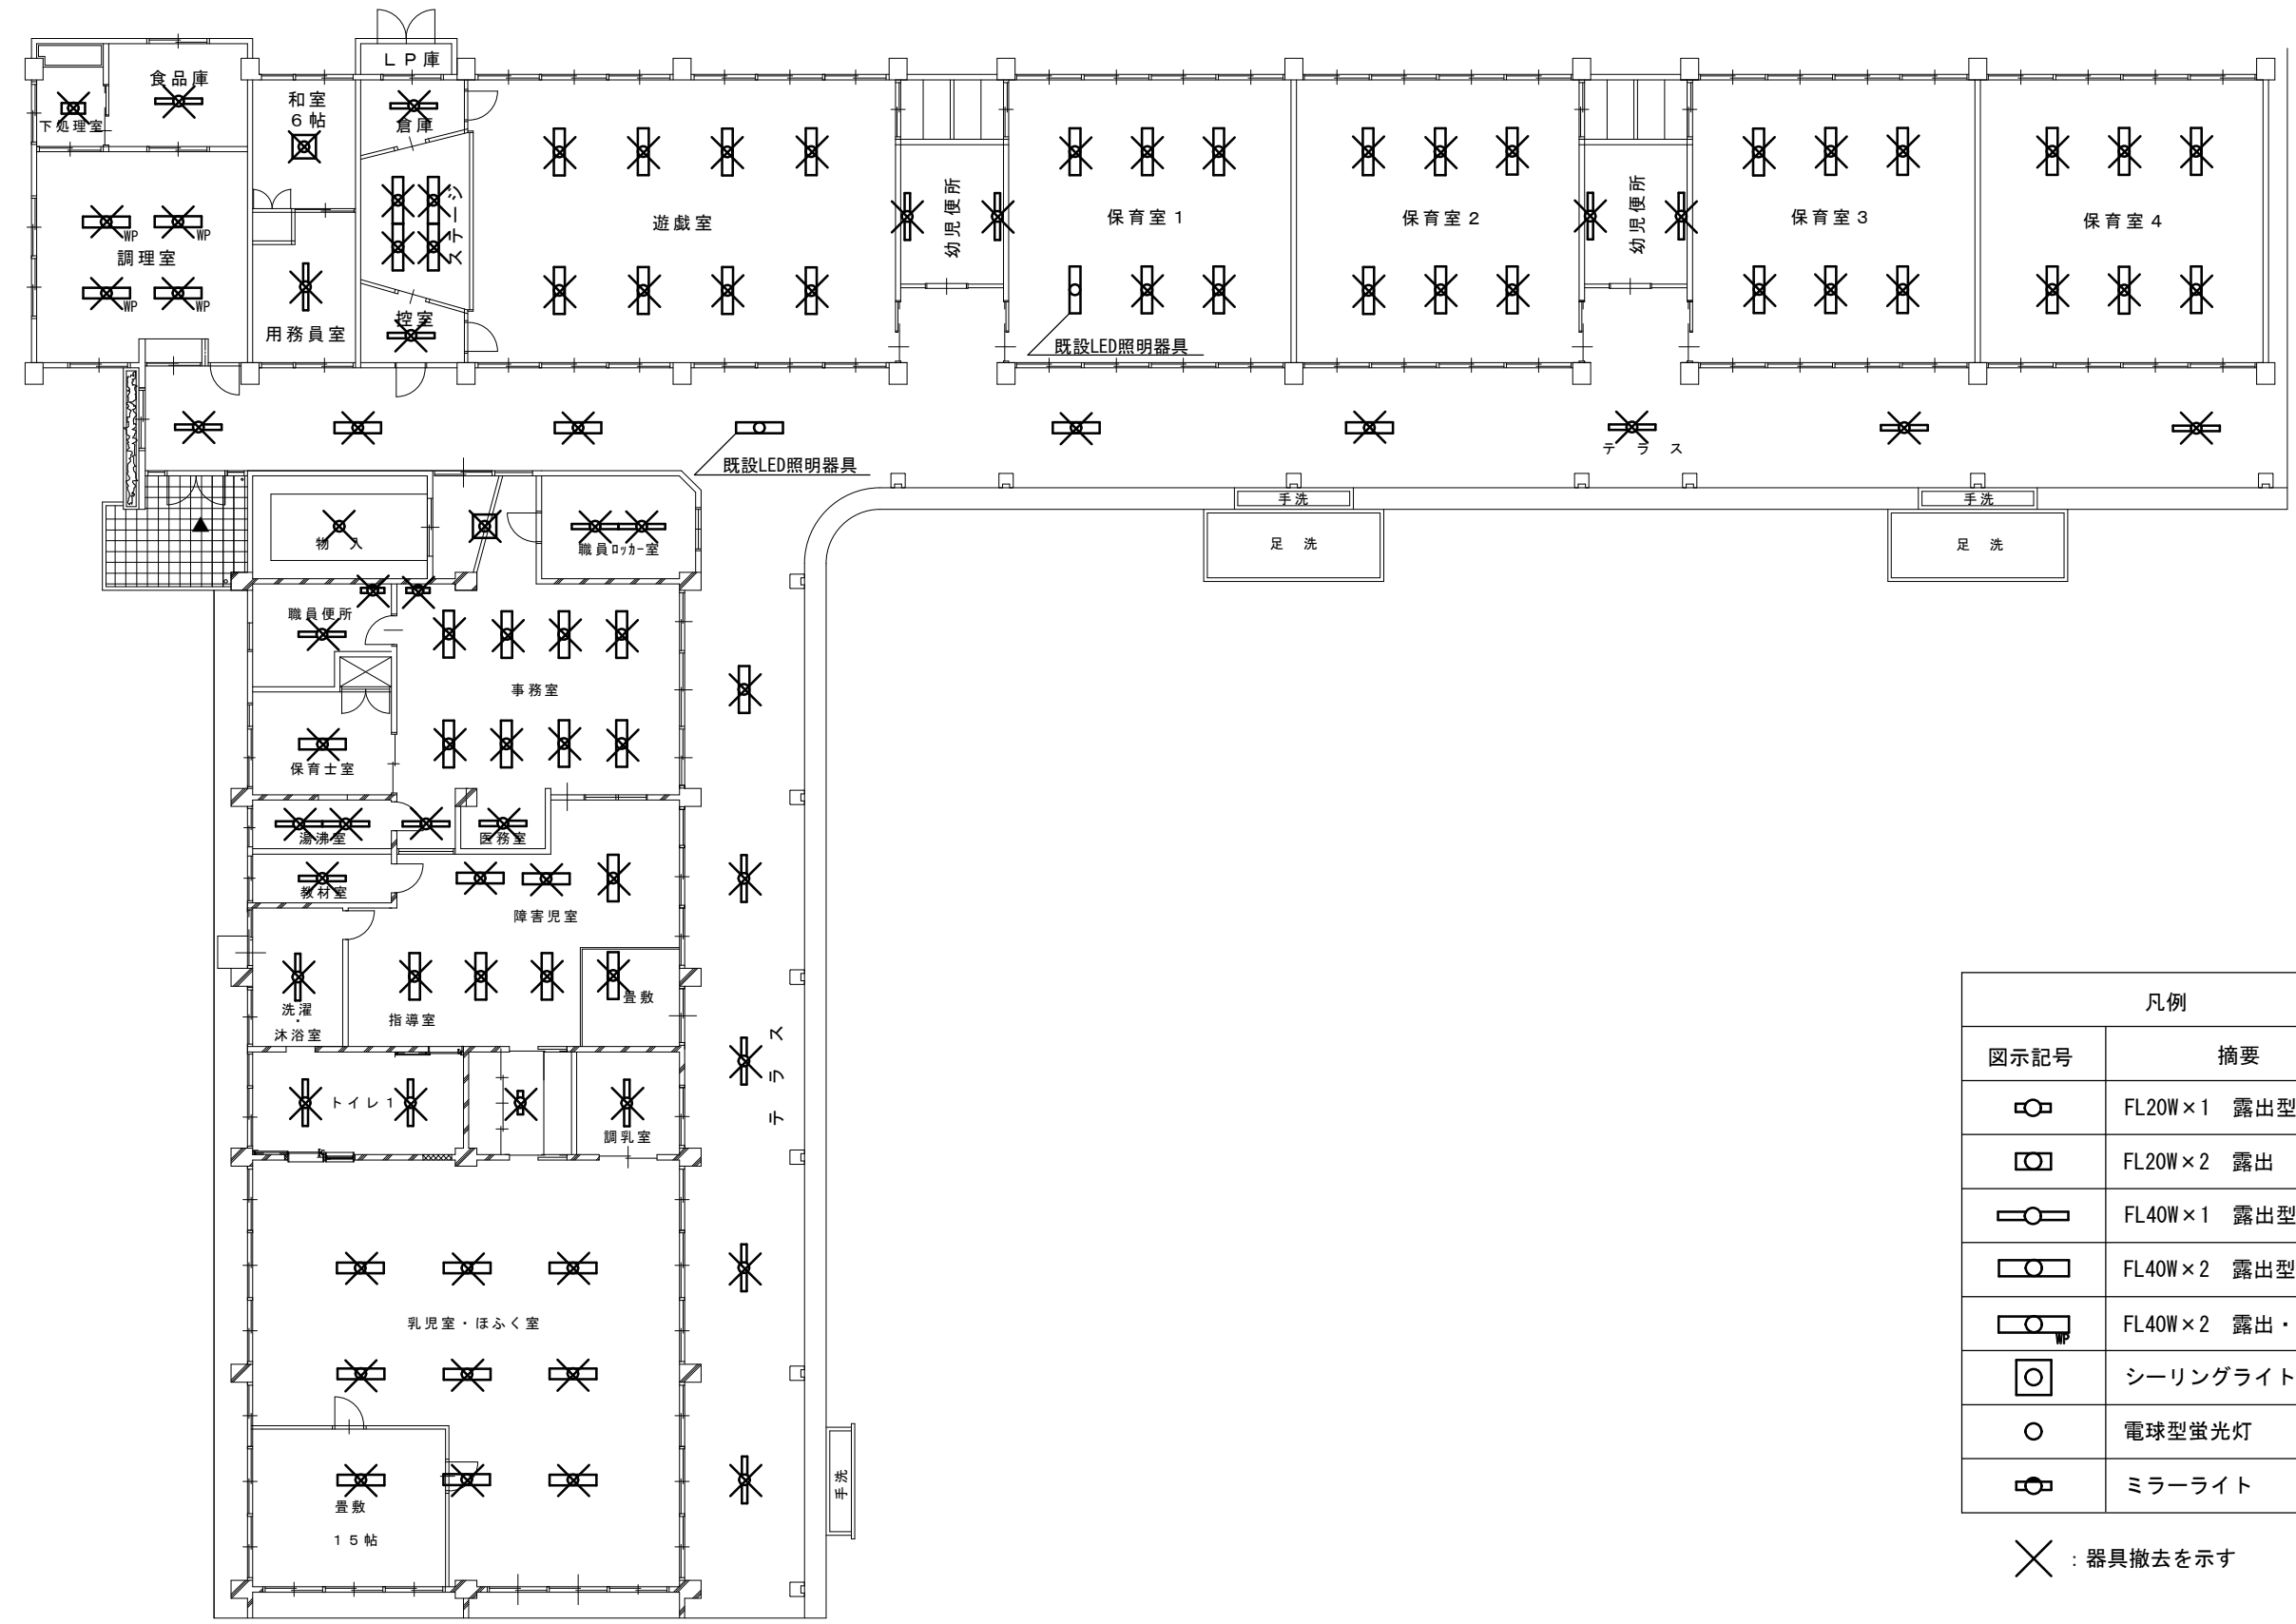 ＬＰ庫
食品庫
下処理室
和室
６帖
倉庫
ステージ
遊戯室
幼児便所
保育室１
保育室２
幼児便所
保育室３
保育室４
WP
WP
調理室
WP
WP
用務員室
控室
既設LED照明器具
テラス
既設LED照明器具
手洗
手洗
足洗
足洗
物入
職員ﾛｯｶｰ室
職員便所
事務室
保育士室
湯沸室
医務室
教材室
障害児室
畳敷
洗濯
・
沐浴室
指導室
テラス
トイレ１
調乳室
乳児室・ほふく室
手洗
畳敷
１５帖
凡例
図示記号
摘要
FL20W×1　露出型
FL20W×2　露出
FL40W×1　露出型
FL40W×2　露出型
WP
FL40W×2　露出・
シーリングライト
電球型蛍光灯
ミラーライト
：器具撤去を示す